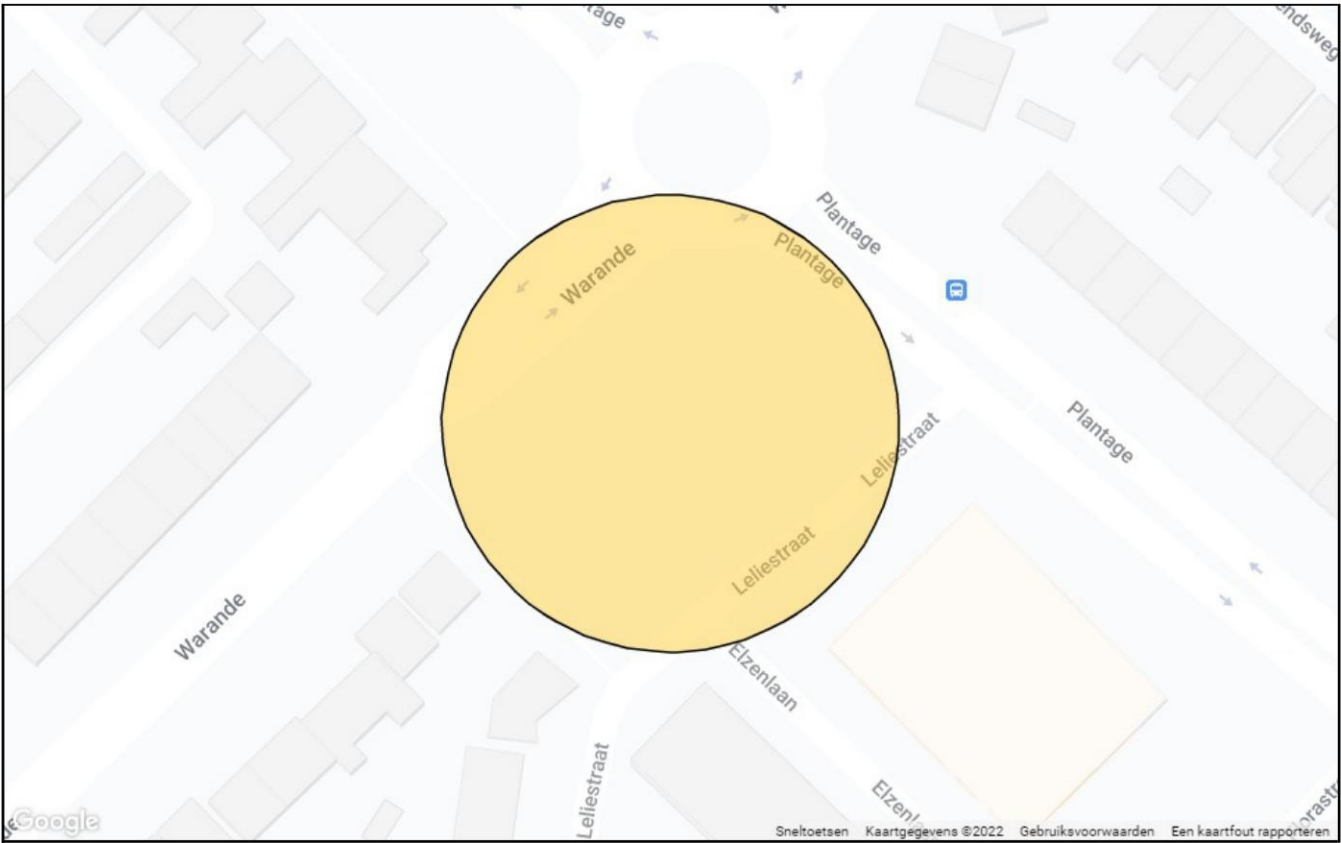 Plantage
Warande
Plantage
Plantage
Leliestraat
Leliestraat
Warande
Elzenlaan
Leliestraat
Google
Sneltoetsen Kaartgegevens ©2022 Gebruiksvoorwaarden Een kaartfout rapporteren